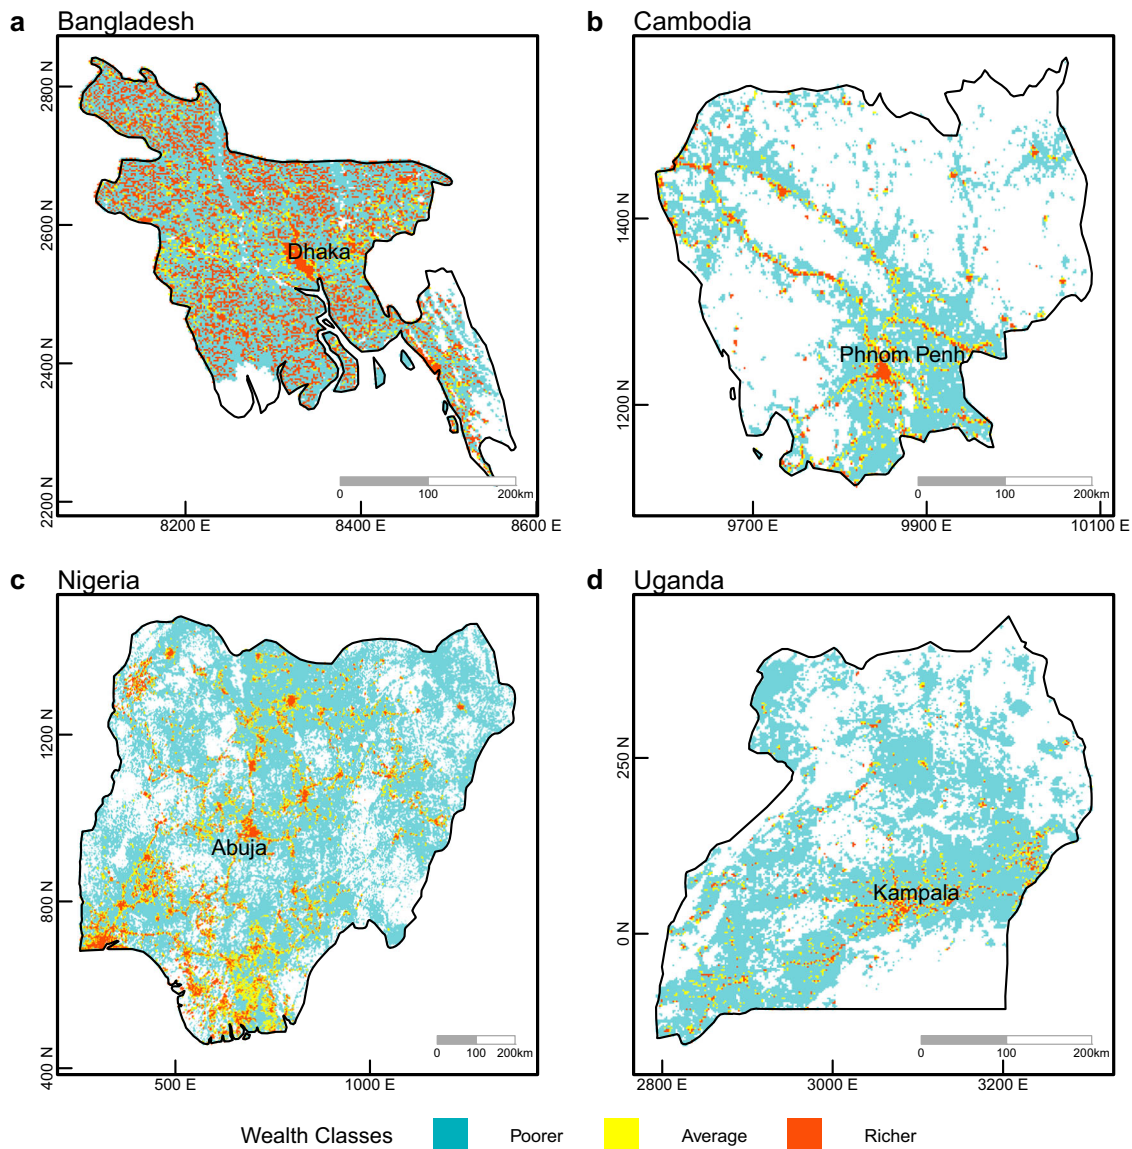 a Bangladesh
2800 N
2600 N
2400 N
2200 N
Dhaka
0 100 200km
8200 E 8400 E 8600 E
b Cambodia
1400 N
1200 N
Phnom Penh
0 100 200km
9700 E 9900 E 10100 E
c Nigeria
1200 N
800 N
400 N
Abuja
0 100 200km
500 E 1000 E
d Uganda
250 N
0 N
Kampala
0 100 200km
2800 E 3000 E 3200 E
Wealth Classes Poorer Average Richer